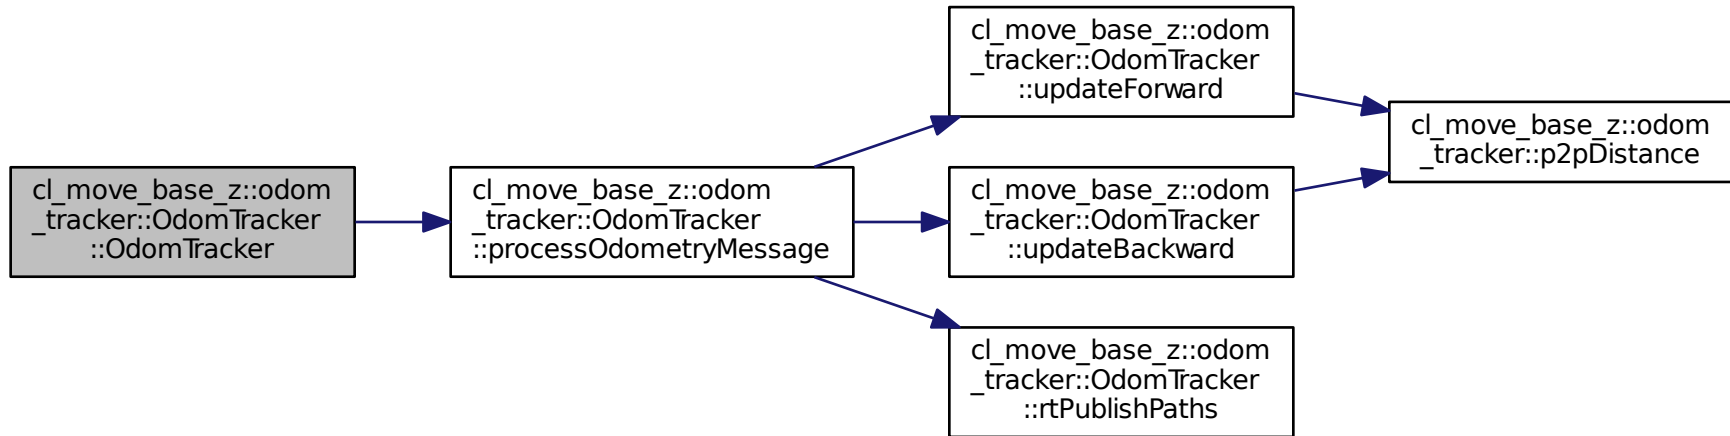 cl_move_base_z::odom
_tracker::OdomTracker
::OdomTracker
cl_move_base_z::odom
_tracker::OdomTracker
::processOdometryMessage
cl_move_base_z::odom
_tracker::OdomTracker
::updateForward
cl_move_base_z::odom
_tracker::OdomTracker
::updateBackward
cl_move_base_z::odom
_tracker::OdomTracker
::rtPublishPaths
cl_move_base_z::odom
_tracker::p2pDistance